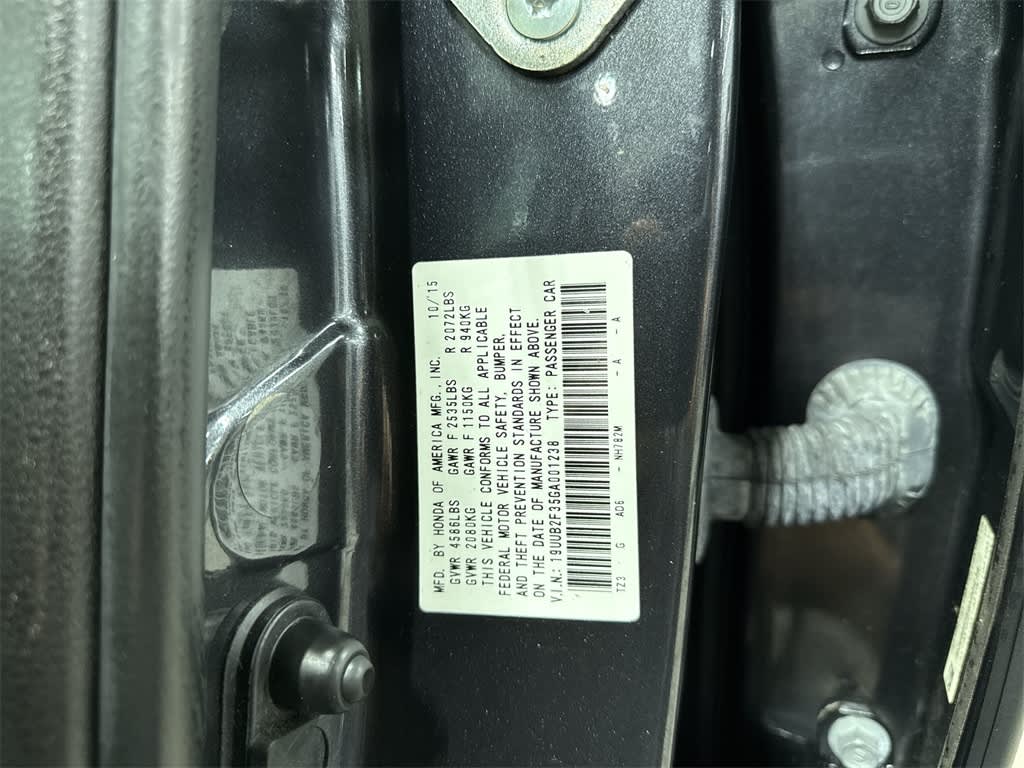 MFD. BY HONDA OF AMERICA MFG., INC. 10/15
GVWR 4586LBS GAWR F 2535LBS R 2072LBS
GVWR 2080KG GAWR F 1150KG R 940KG
THIS VEHICLE CONFORMS TO ALL APPLICABLE
FEDERAL MOTOR VEHICLE SAFETY, BUMPER,
AND THEFT PREVENTION STANDARDS IN EFFECT
ON THE DATE OF MANUFACTURE SHOWN ABOVE.
V.I.N.: 19UUB2F35GA001238 TYPE: PASSENGER CAR
TZ3 - G AD6 - NH782M - A - A